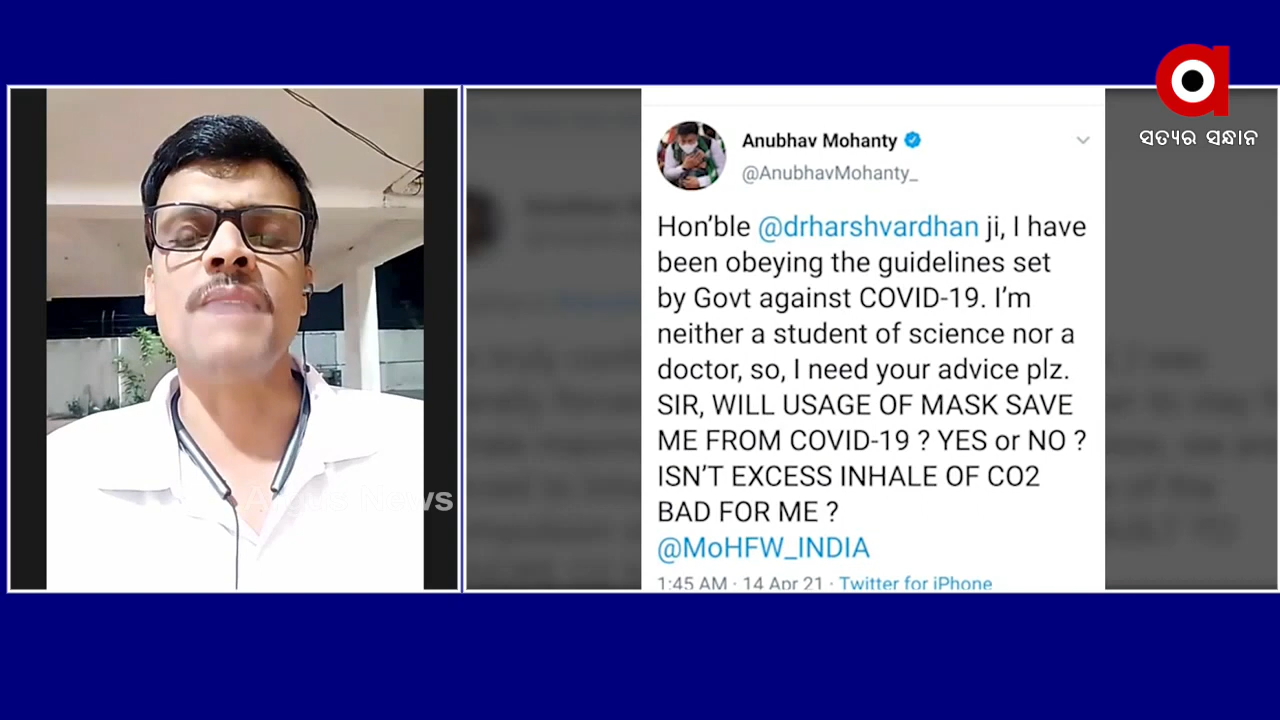 ସତ୍ୟର ସନ୍ଧାନ
Anubhav Mohanty
@AnubhavMohanty_
Hon'ble @drharshvardhan ji, I have
been obeying the guidelines set
by Govt against COVID-19. I'm
neither a student of science nor a
doctor, so, I need your advice plz.
SIR, WILL USAGE OF MASK SAVE
ME FROM COVID-19 ? YES or NO ?
ISN'T EXCESS INHALE OF CO2
BAD FOR ME ?
@MoHFW_INDIA
1:45 AM · 14 Apr 21 · Twitter for iPhone
Argus News